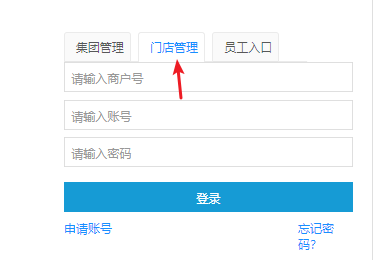 集团管理 门店管理 员工入口
请输入商户号
请输入账号
请输入密码
登录
申请账号 忘记密
码?